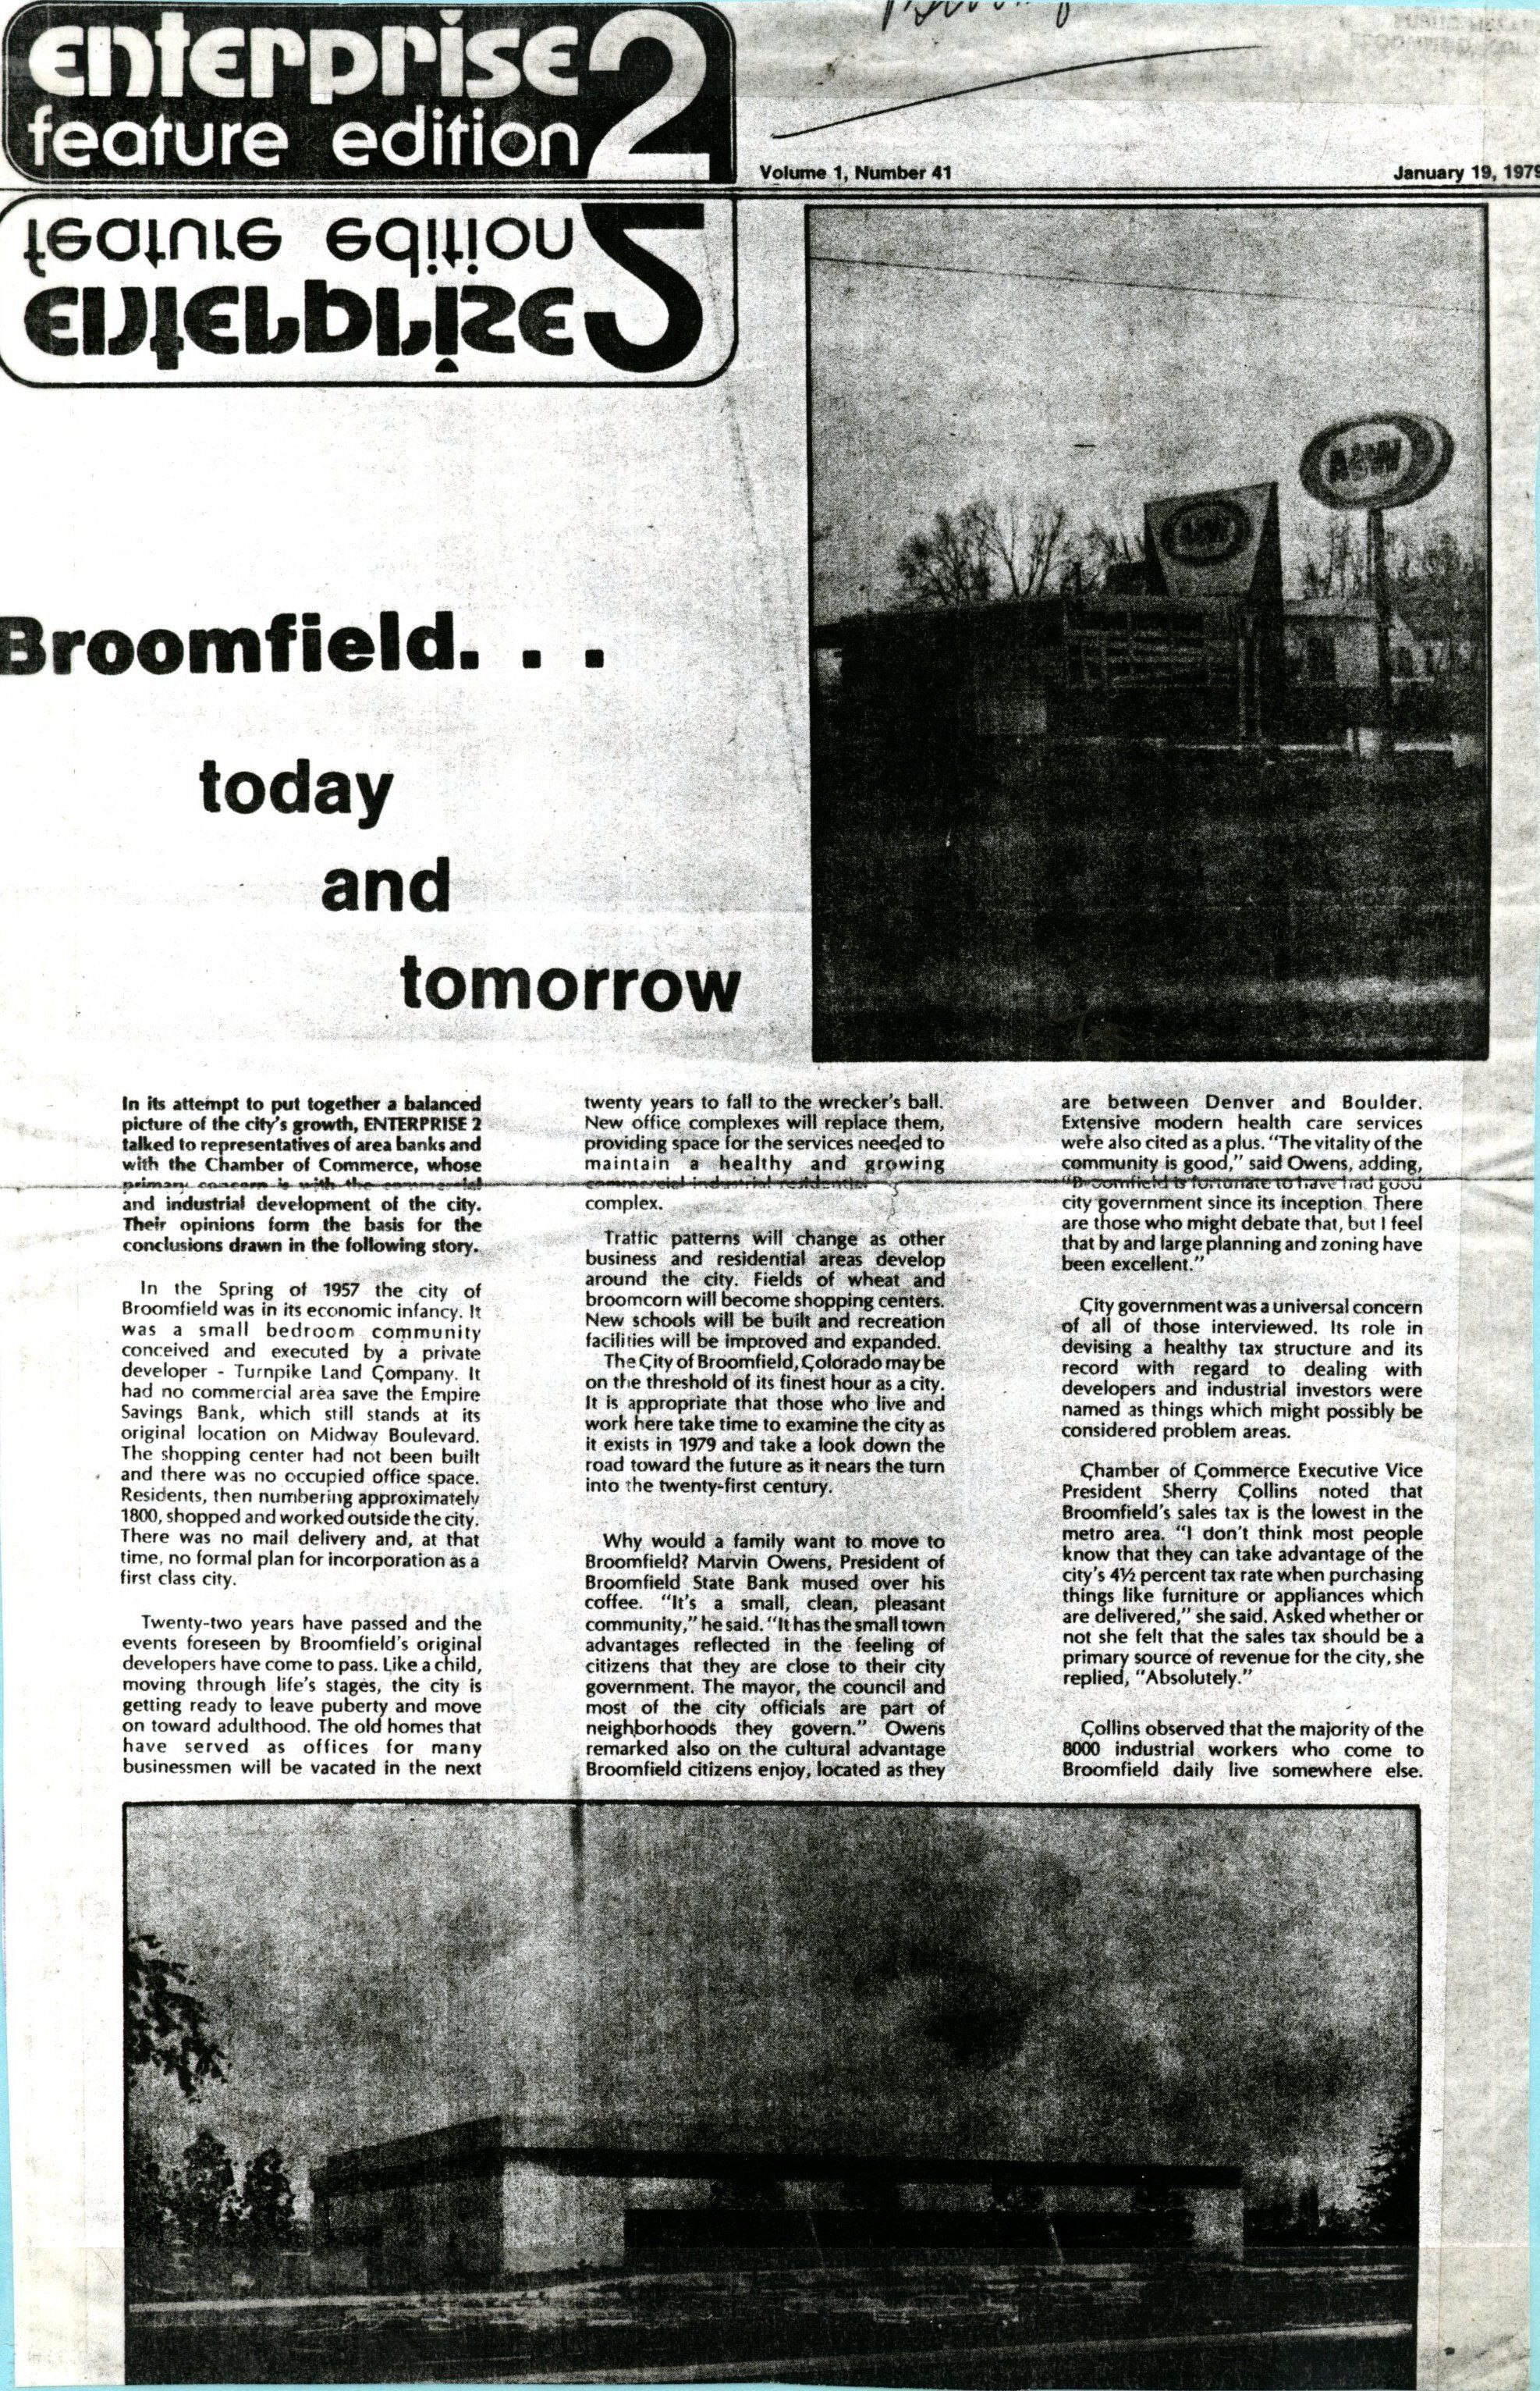 enterprise 2
feature edition
Volume 1, Number 41
January 19, 1979
feature edition
enterprise 2
A&W
A&W
Broomfield. . .
today
and
tomorrow
In its attempt to put together a balanced
picture of the city's growth, ENTERPRISE 2
talked to representatives of area banks and
with the Chamber of Commerce, whose
primary concern is with the commercial
and industrial development of the city.
Their opinions form the basis for the
conclusions drawn in the following story.
In the Spring of 1957 the city of
Broomfield was in its economic infancy. It
was a small bedroom community
conceived and executed by a private
developer - Turnpike Land Company. It
had no commercial area save the Empire
Savings Bank, which still stands at its
original location on Midway Boulevard.
The shopping center had not been built
and there was no occupied office space.
Residents, then numbering approximately
1800, shopped and worked outside the city.
There was no mail delivery and, at that
time, no formal plan for incorporation as a
first class city.
Twenty-two years have passed and the
events foreseen by Broomfield's original
developers have come to pass. Like a child,
moving through life's stages, the city is
getting ready to leave puberty and move
on toward adulthood. The old homes that
have served as offices for many
businessmen will be vacated in the next
twenty years to fall to the wrecker's ball.
New office complexes will replace them,
providing space for the services needed to
maintain a healthy and growing
commercial industrial residential
complex.
Traffic patterns will change as other
business and residential areas develop
around the city. Fields of wheat and
broomcorn will become shopping centers.
New schools will be built and recreation
facilities will be improved and expanded.
The City of Broomfield, Colorado may be
on the threshold of its finest hour as a city.
It is appropriate that those who live and
work here take time to examine the city as
it exists in 1979 and take a look down the
road toward the future as it nears the turn
into the twenty-first century.
Why would a family want to move to
Broomfield? Marvin Owens, President of
Broomfield State Bank mused over his
coffee. "It's a small, clean, pleasant
community," he said. "It has the small town
advantages reflected in the feeling of
citizens that they are close to their city
government. The mayor, the council and
most of the city officials are part of
neighborhoods they govern." Owens
remarked also on the cultural advantage
Broomfield citizens enjoy, located as they
are between Denver and Boulder.
Extensive modern health care services
were also cited as a plus. "The vitality of the
community is good," said Owens, adding,
"Broomfield is fortunate to have had good
city government since its inception. There
are those who might debate that, but I feel
that by and large planning and zoning have
been excellent."
City government was a universal concern
of all of those interviewed. Its role in
devising a healthy tax structure and its
record with regard to dealing with
developers and industrial investors were
named as things which might possibly be
considered problem areas.
Chamber of Commerce Executive Vice
President Sherry Collins noted that
Broomfield's sales tax is the lowest in the
metro area. "I don't think most people
know that they can take advantage of the
city's 4½ percent tax rate when purchasing
things like furniture or appliances which
are delivered," she said. Asked whether or
not she felt that the sales tax should be a
primary source of revenue for the city, she
replied, "Absolutely."
Collins observed that the majority of the
8000 industrial workers who come to
Broomfield daily live somewhere else.